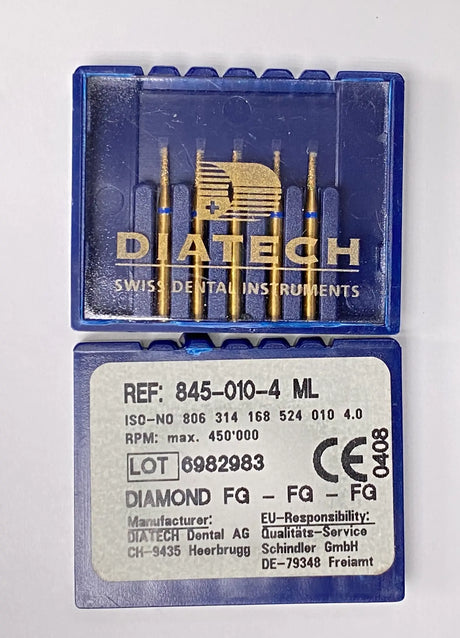 DIATECH
SWISS DENTAL INSTRUMENTS
REF: 845-010-4 ML
ISO-NO 806 314 168 524 010 4.0
RPM: max. 450'000
LOT 6982983
CE 0408
DIAMOND FG - FG - FG
Manufacturer:
DIATECH Dental AG
CH-9435 Heerbrugg
EU-Responsibility:
Qualitäts-Service
Schindler GmbH
DE-79348 Freiamt